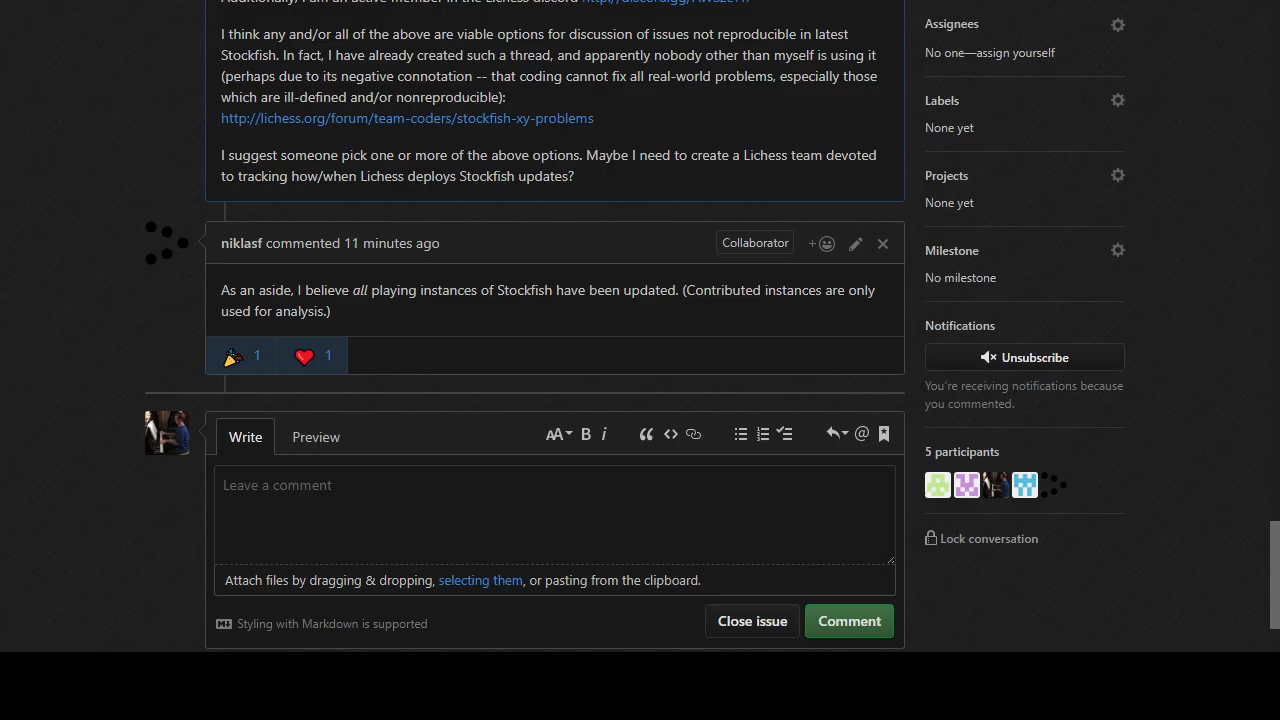 I think any and/or all of the above are viable options for discussion of issues not reproducible in latest
Stockfish. In fact, I have already created such a thread, and apparently nobody other than myself is using it
(perhaps due to its negative connotation -- that coding cannot fix all real-world problems, especially those
which are ill-defined and/or nonreproducible):
http://lichess.org/forum/team-coders/stockfish-xy-problems
I suggest someone pick one or more of the above options. Maybe I need to create a Lichess team devoted
to tracking how/when Lichess deploys Stockfish updates?
niklasf commented 11 minutes ago
Collaborator
As an aside, I believe all playing instances of Stockfish have been updated. (Contributed instances are only
used for analysis.)
1
1
Write
Preview
AA
B
i
@
Leave a comment
Attach files by dragging & dropping, selecting them, or pasting from the clipboard.
Styling with Markdown is supported
Close issue
Comment
Assignees
No one—assign yourself
Labels
None yet
Projects
None yet
Milestone
No milestone
Notifications
Unsubscribe
You're receiving notifications because
you commented.
5 participants
Lock conversation